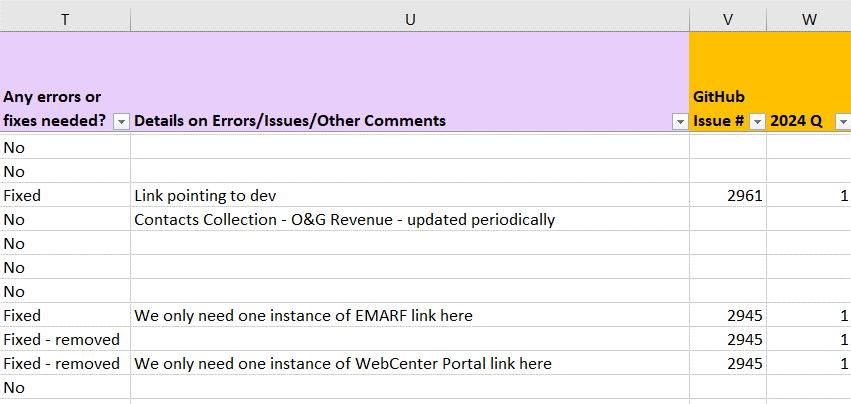 T U V W
Any errors or
fixes needed? Details on Errors/Issues/Other Comments GitHub
Issue # 2024 Q
No
No
Fixed Link pointing to dev 2961 1
No Contacts Collection - O&G Revenue - updated periodically
No
No
No
Fixed We only need one instance of EMARF link here 2945 1
Fixed - removed 2945 1
Fixed - removed We only need one instance of WebCenter Portal link here 2945 1
No